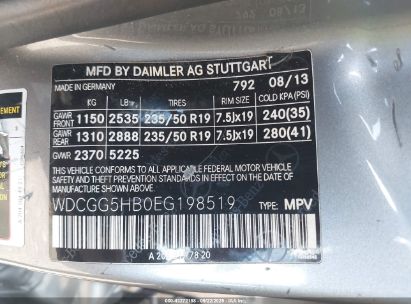 MFD BY DAIMLER AG STUTTGART
MADE IN GERMANY 792 08/13
KG LB TIRES RIM SIZE COLD KPA(PSI)
GAWR FRONT 1150 2535 235/50 R19 7.5Jx19 240(35)
GAWR REAR 1310 2888 235/50 R19 7.5Jx19 280(41)
GVWR 2370 5225
THIS VEHICLE CONFORMS TO ALL APPLICABLE FEDERAL MOTOR VEHICLE
SAFETY AND THEFT PREVENTION STANDARDS IN EFFECT ON THE DATE OF
MANUFACTURE SHOWN ABOVE.
WDCGG5HB0EG198519 TYPE: MPV